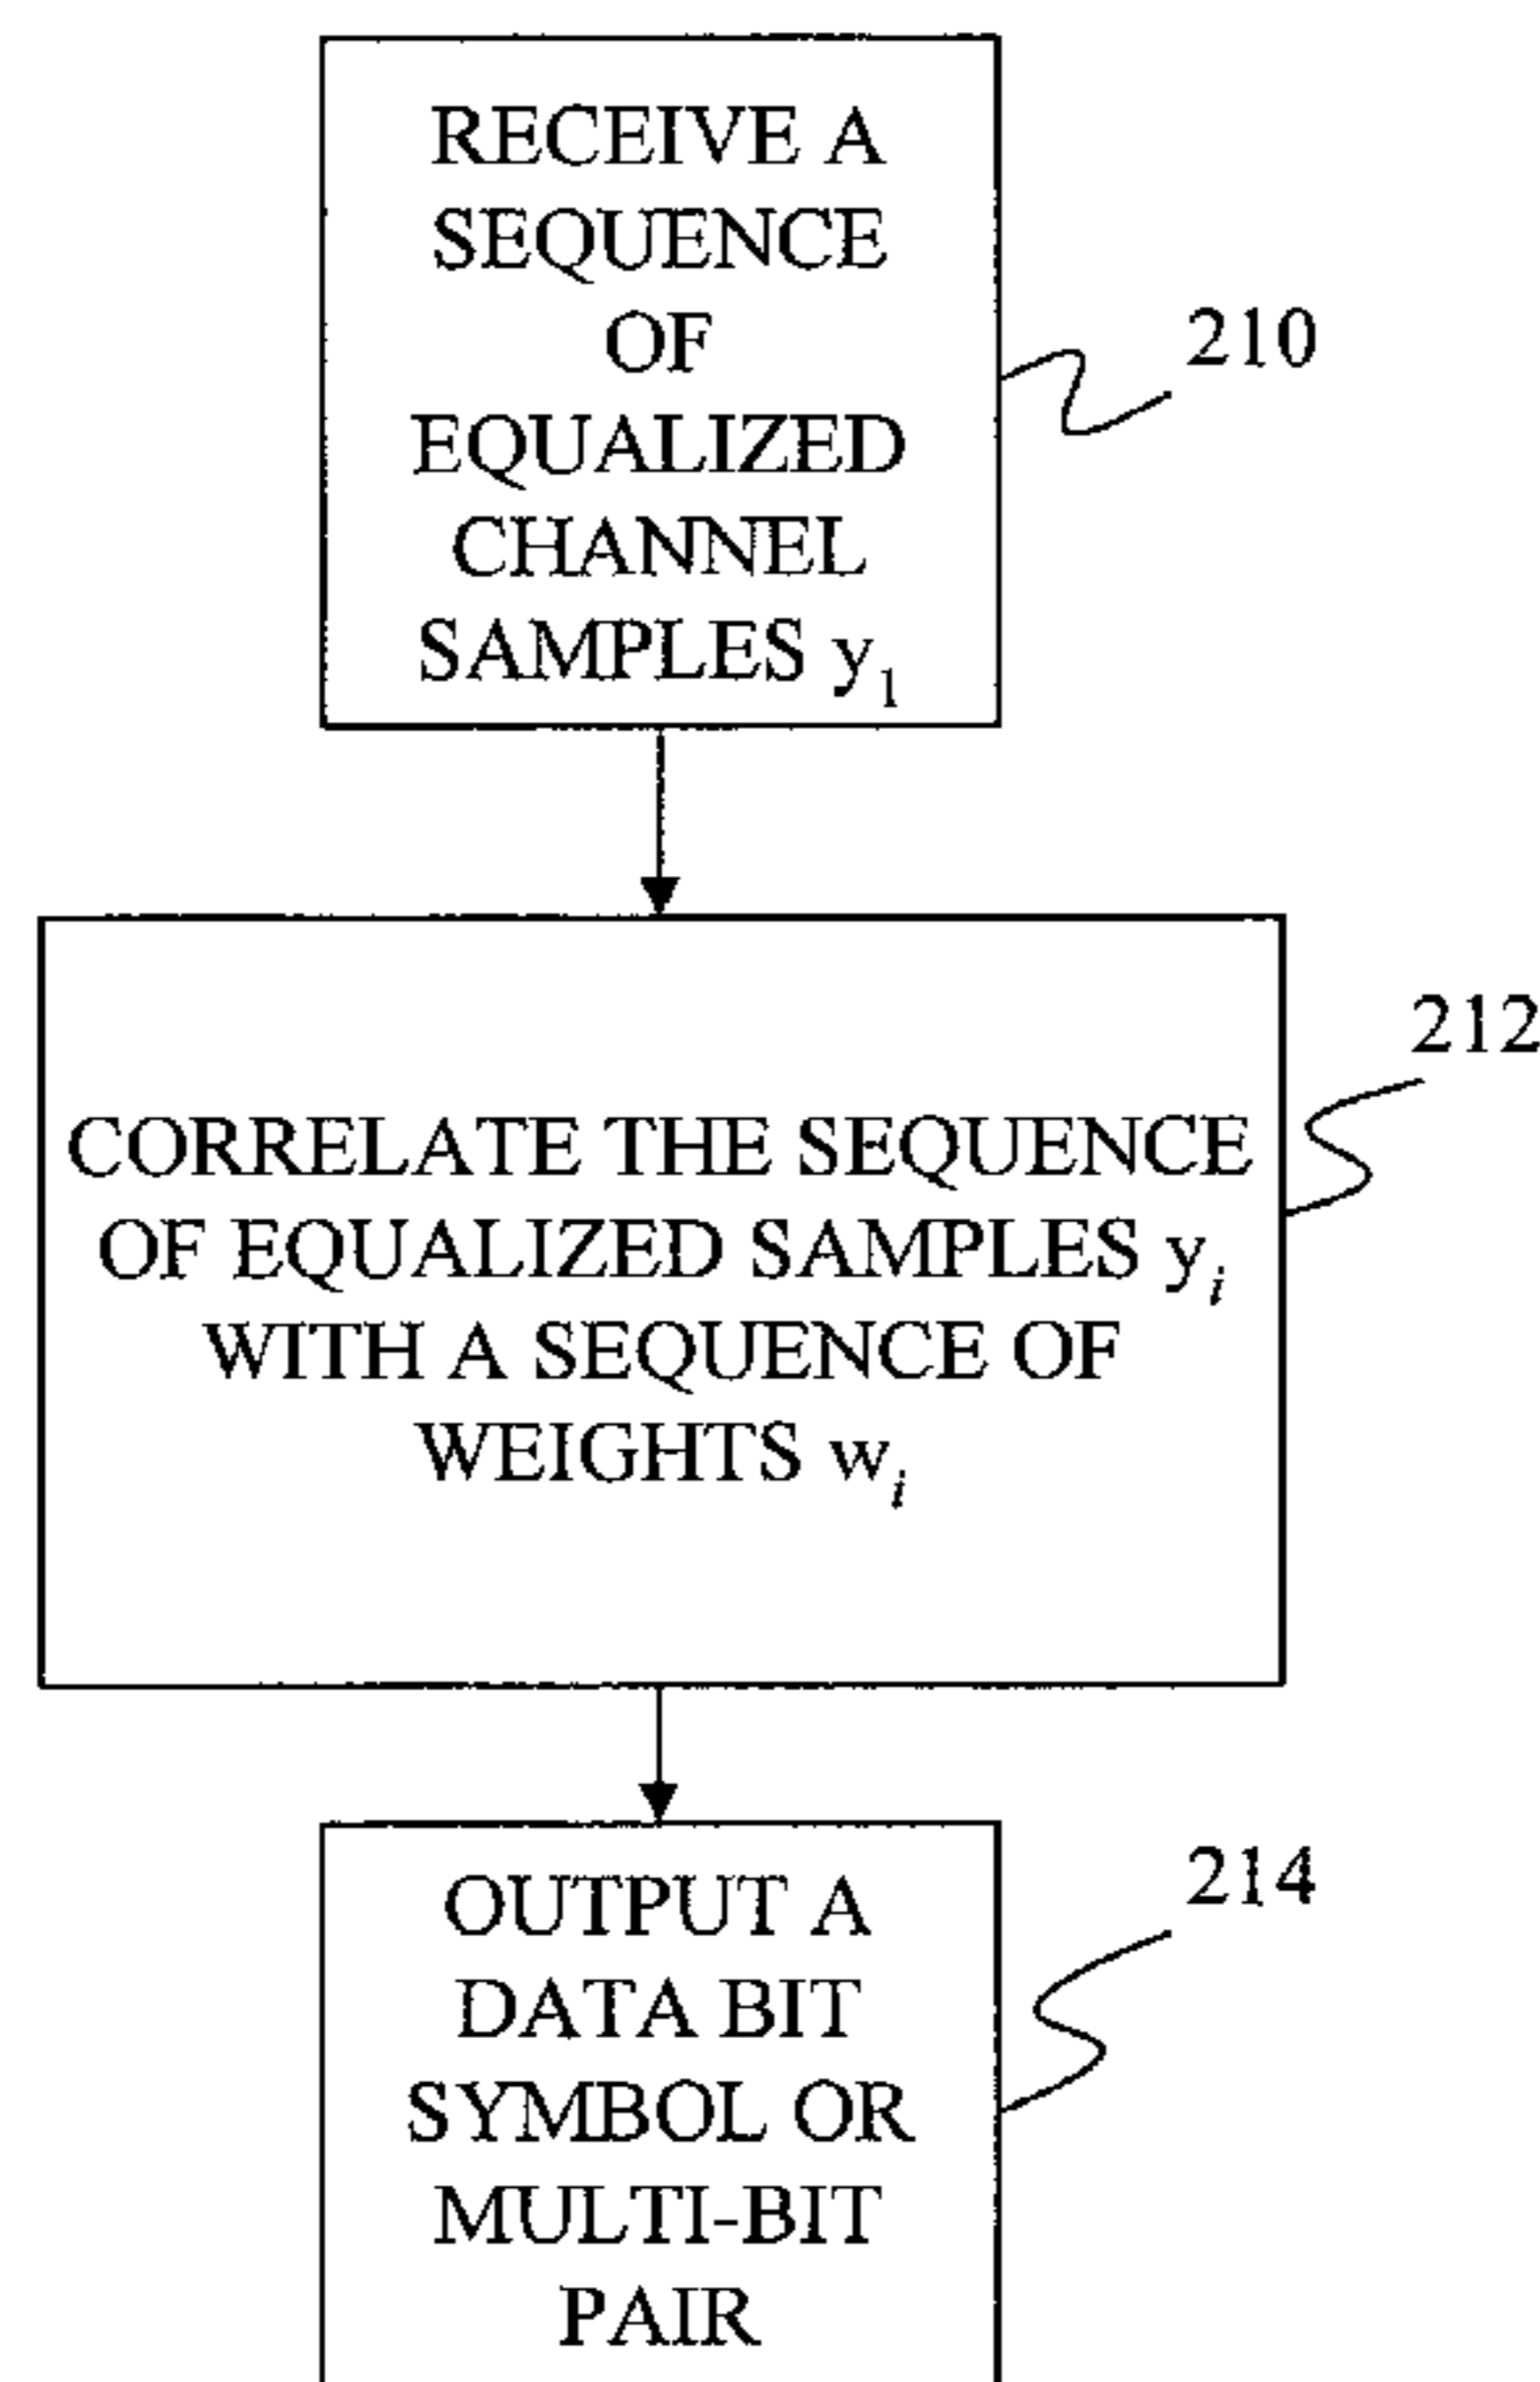 RECEIVE A
SEQUENCE
OF
EQUALIZED
CHANNEL
SAMPLES y₁
210
212
CORRELATE THE SEQUENCE
OF EQUALIZED SAMPLES yᵢ
WITH A SEQUENCE OF
WEIGHTS wᵢ
214
OUTPUT A
DATA BIT
SYMBOL OR
MULTI-BIT
PAIR